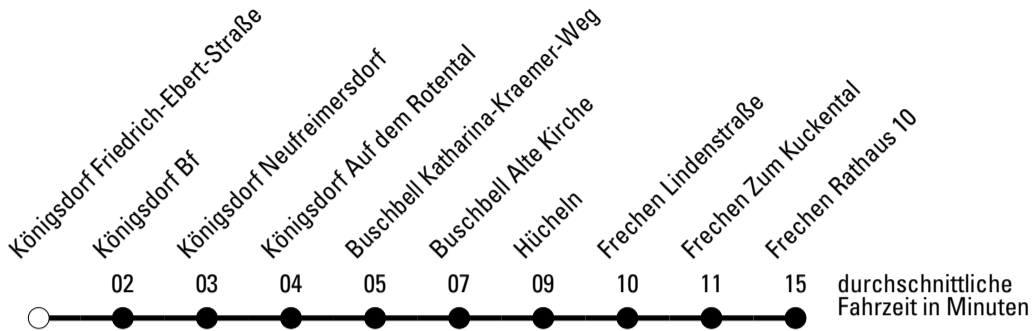 Königsdorf Friedrich-Ebert-Straße
Königsdorf Bf
Königsdorf Neufreimersdorf
Königsdorf Auf dem Rotental
Buschbell Katharina-Kraemer-Weg
Buschbell Alte Kirche
Hücheln
Frechen Lindenstraße
Frechen Zum Kuckental
Frechen Rathaus 10
02 03 04 05 07 09 10 11 15
durchschnittliche
Fahrzeit in Minuten